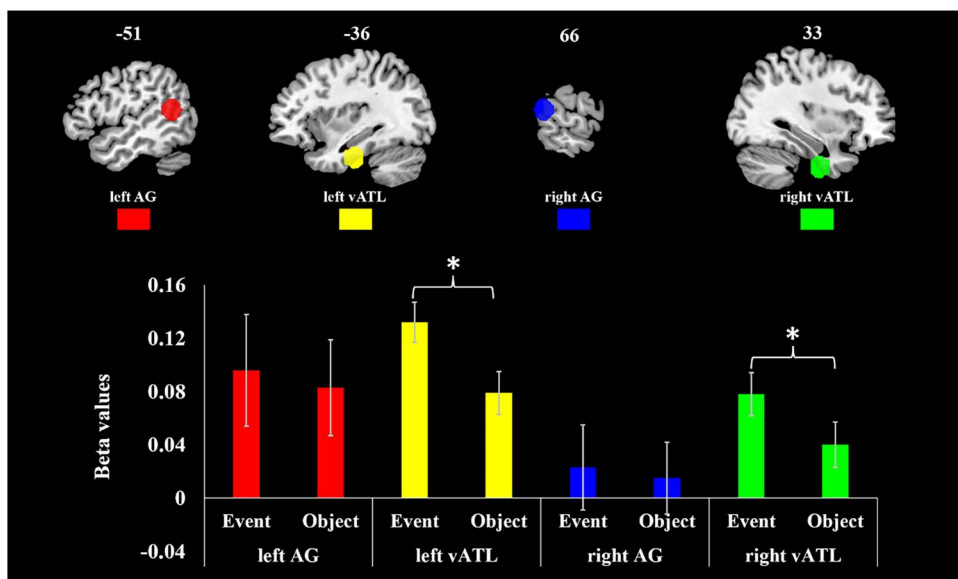 -51 -36 66 33
left AG left vATL right AG right vATL
0.16
0.12
0.08
0.04
0
-0.04
Beta values
* *
Event Object Event Object Event Object Event Object
left AG left vATL right AG right vATL